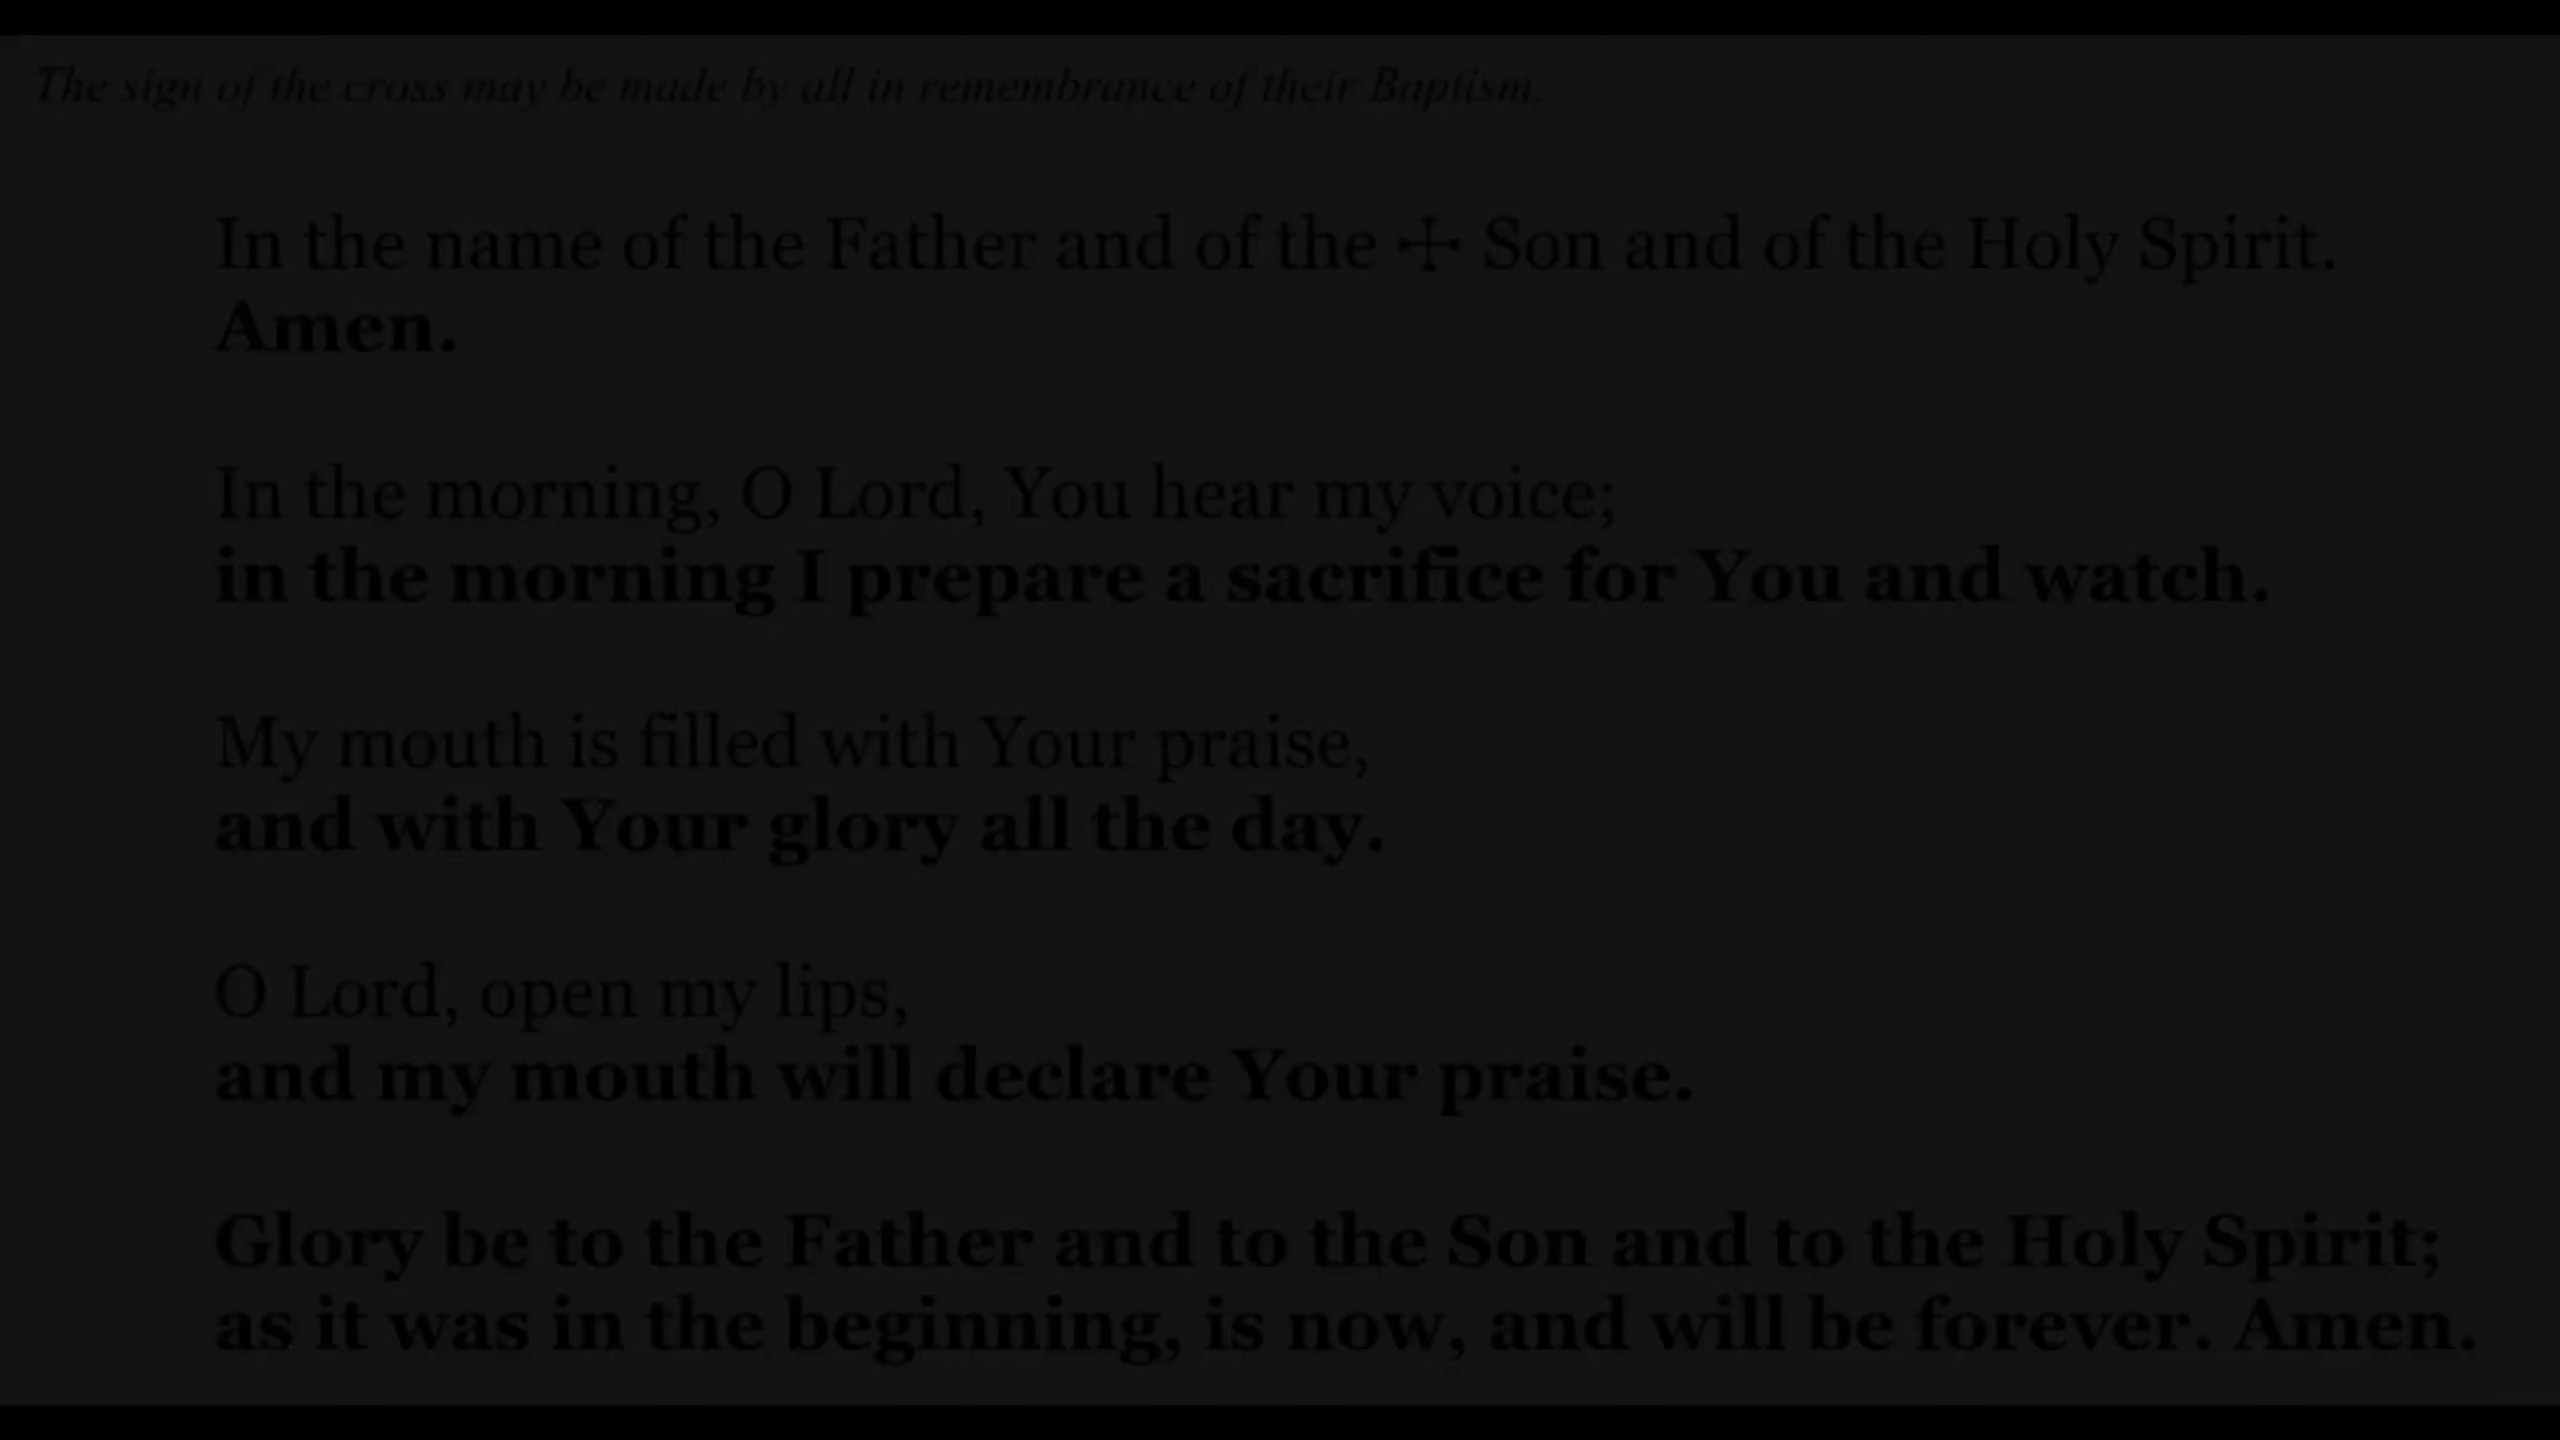 The sign of the cross may be made by all in remembrance of their Baptism.
In the name of the Father and of the ☩ Son and of the Holy Spirit.
Amen.
In the morning, O Lord, You hear my voice;
in the morning I prepare a sacrifice for You and watch.
My mouth is filled with Your praise,
and with Your glory all the day.
O Lord, open my lips,
and my mouth will declare Your praise.
Glory be to the Father and to the Son and to the Holy Spirit;
as it was in the beginning, is now, and will be forever. Amen.